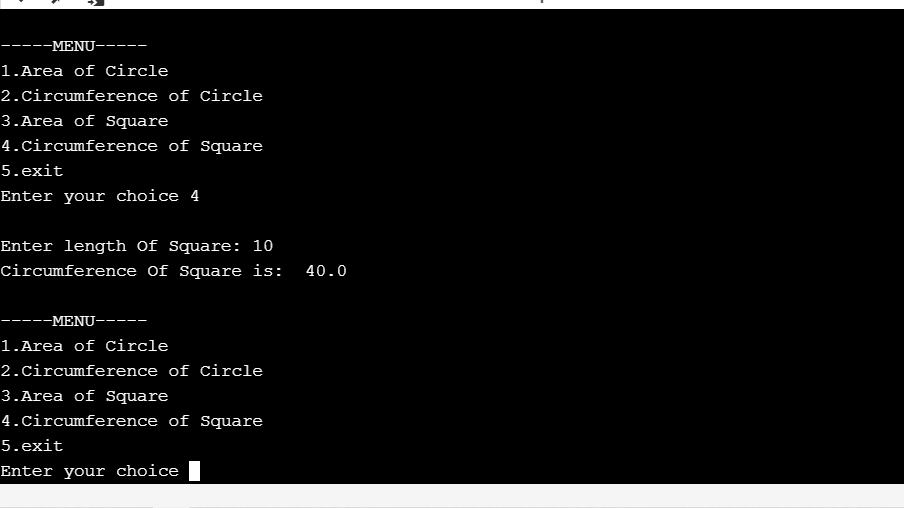 -----MENU-----
1.Area of Circle
2.Circumference of Circle
3.Area of Square
4.Circumference of Square
5.exit
Enter your choice 4
Enter length Of Square: 10
Circumference Of Square is:  40.0
-----MENU-----
1.Area of Circle
2.Circumference of Circle
3.Area of Square
4.Circumference of Square
5.exit
Enter your choice